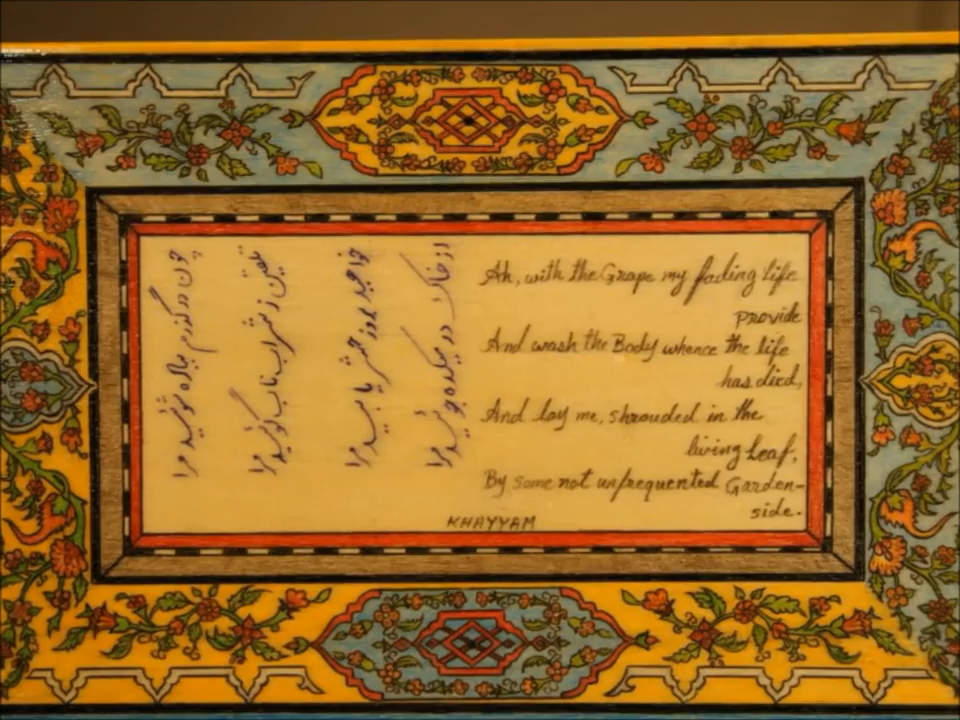 چون درگذرم بباده شوئید مرا
تلقین ز شراب ناب گوئید مرا
خواهید بروز حشر یابید مرا
از خاک در میکده جوئید مرا
Ah, with the Grape my fading life
provide
And wash the Body whence the life
has died,
And lay me, shrouded in the
living Leaf,
By some not unfrequented Garden-
side.
KHAYYAM